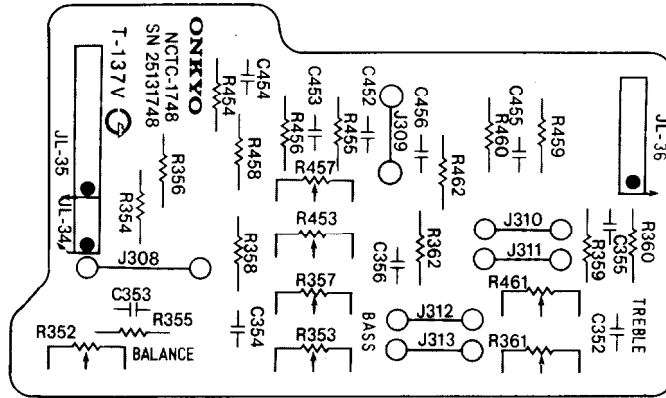 ONKYO
NCTC-1748
SN 25131748
T-137V
JL-35
JL-34
R356
R354
J308
C353
R355
R352
BALANCE
C454
R454
R458
R358
C354
C453
R456
C452
R455
R457
R453
R357
R353
J309
C456
R462
C356
R362
BASS
J312
J313
C455
R460
R459
J310
J311
R461
R361
R359
C355
R360
C352
TREBLE
JL-36